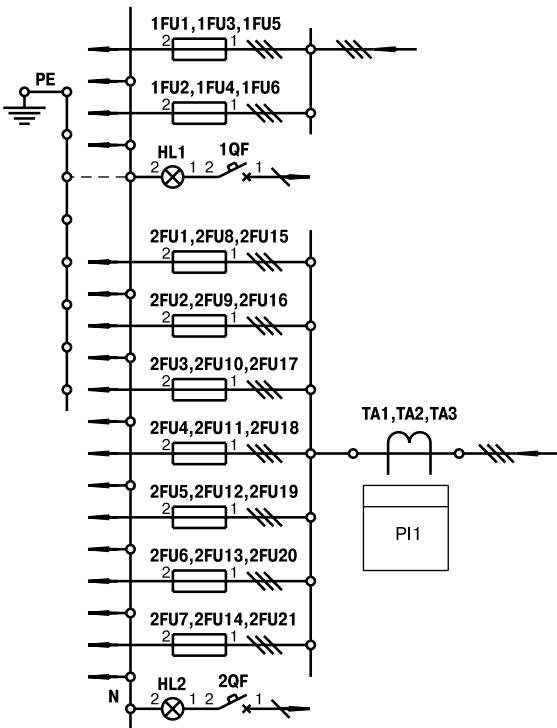 1FU1,1FU3,1FU5
2 1
PE
1FU2,1FU4,1FU6
2 1
HL1 1QF
2 1 2 1
2FU1,2FU8,2FU15
2 1
2FU2,2FU9,2FU16
2 1
2FU3,2FU10,2FU17
2 1
TA1,TA2,TA3
2FU4,2FU11,2FU18
2 1
2FU5,2FU12,2FU19
2 1
PI1
2FU6,2FU13,2FU20
2 1
2FU7,2FU14,2FU21
2 1
N HL2 2QF
2 1 2 1